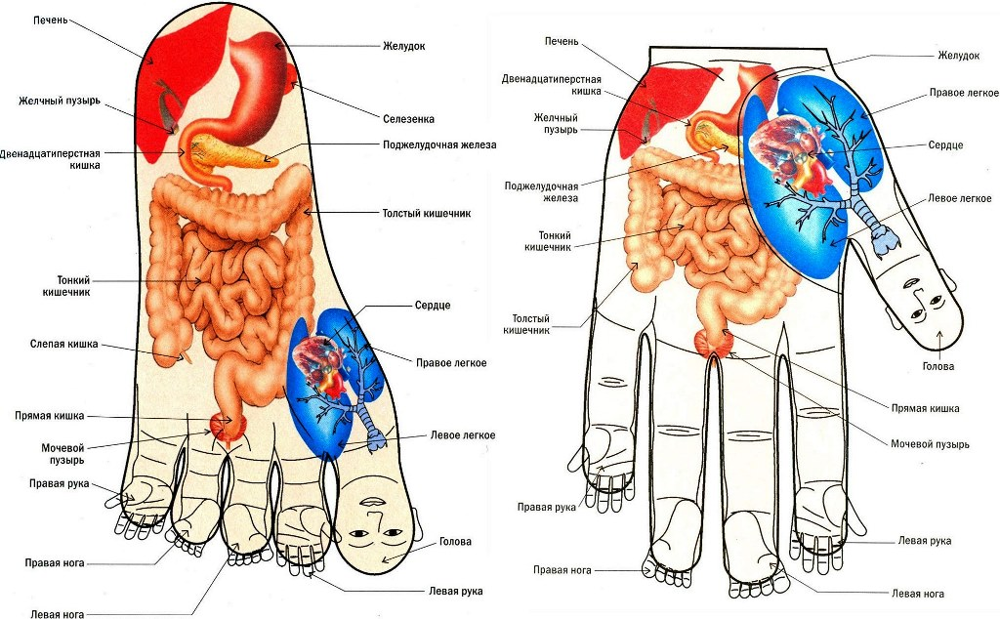 Печень
Желчный пузырь
Двенадцатиперстная
кишка
Тонкий
кишечник
Слепая кишка
Прямая кишка
Мочевой
пузырь
Правая рука
Правая нога
Левая нога
Желудок
Селезенка
Поджелудочная железа
Толстый кишечник
Сердце
Правое легкое
Левое легкое
Голова
Левая рука
Печень
Двенадцатиперстная
кишка
Желчный
пузырь
Поджелудочная
железа
Тонкий
кишечник
Толстый
кишечник
Правая рука
Правая нога
Желудок
Правое легкое
Сердце
Левое легкое
Голова
Прямая кишка
Мочевой пузырь
Левая рука
Левая нога